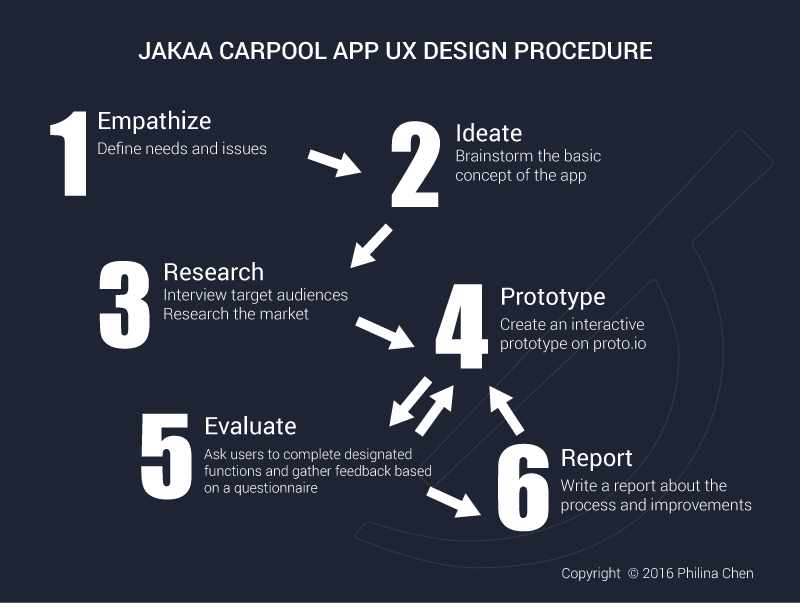 JAKAA CARPOOL APP UX DESIGN PROCEDURE
1
Empathize
Define needs and issues
2
Ideate
Brainstorm the basic
concept of the app
3
Research
Interview target audiences
Research the market
4
Prototype
Create an interactive
prototype on proto.io
5
Evaluate
Ask users to complete designated
functions and gather feedback based
on a questionnaire
6
Report
Write a report about the
process and improvements
Copyright © 2016 Philina Chen